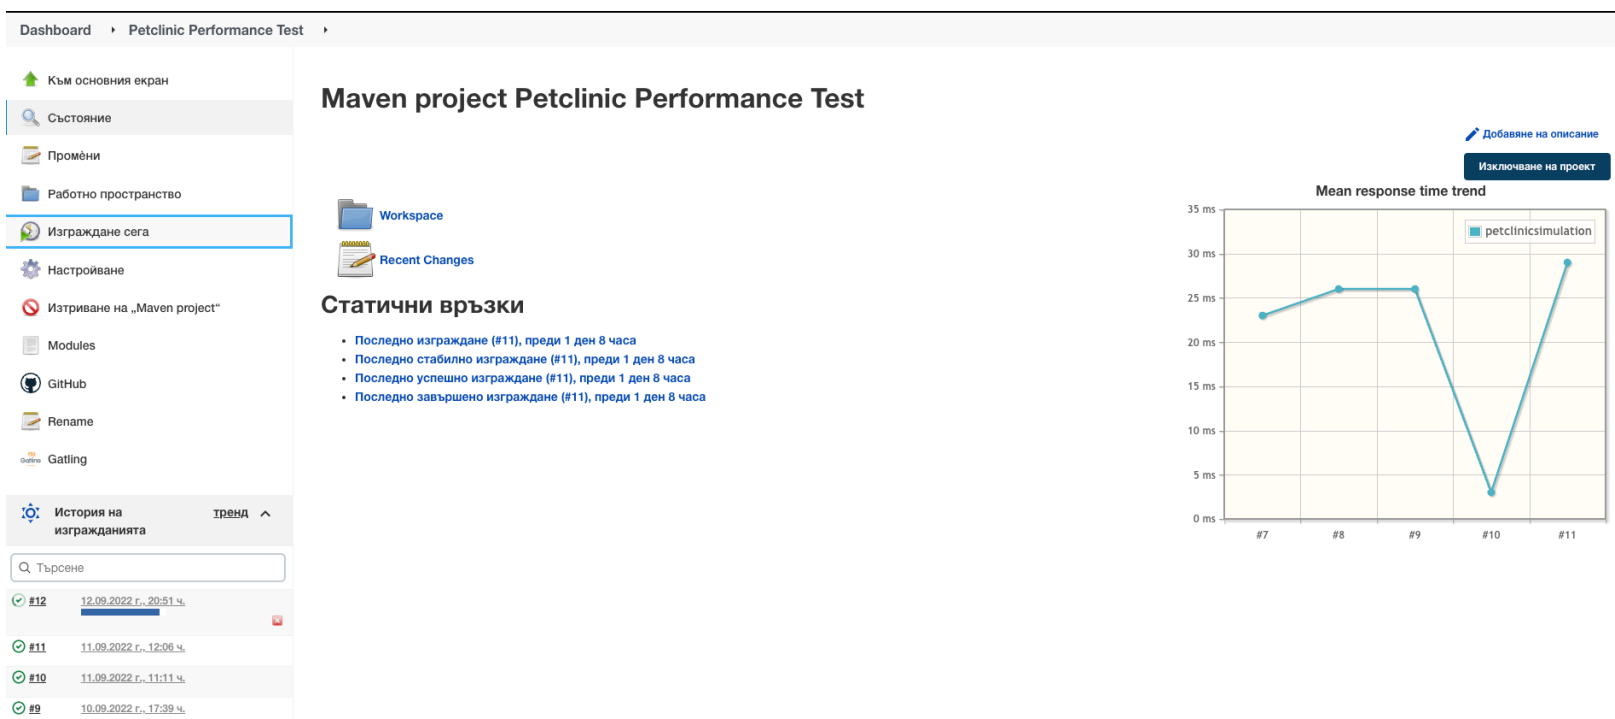 Dashboard
Petclinic Performance Test
Към основния екран
Състояние
Промѐни
Работно пространство
Изграждане сега
Настройване
Изтриване на „Maven project“
Modules
GitHub
Rename
Gatling
История на изгражданията
тренд
Търсене
#12 12.09.2022 г., 20:51 ч.
#11 11.09.2022 г., 12:06 ч.
#10 11.09.2022 г., 11:11 ч.
#9 10.09.2022 г., 17:39 ч.
Maven project Petclinic Performance Test
Добавяне на описание
Изключване на проект
Workspace
Recent Changes
Статични връзки
Последно изграждане (#11), преди 1 ден 8 часа
Последно стабилно изграждане (#11), преди 1 ден 8 часа
Последно успешно изграждане (#11), преди 1 ден 8 часа
Последно завършено изграждане (#11), преди 1 ден 8 часа
Mean response time trend
petclinicsimulation
35 ms
30 ms
25 ms
20 ms
15 ms
10 ms
5 ms
0 ms
#7 #8 #9 #10 #11